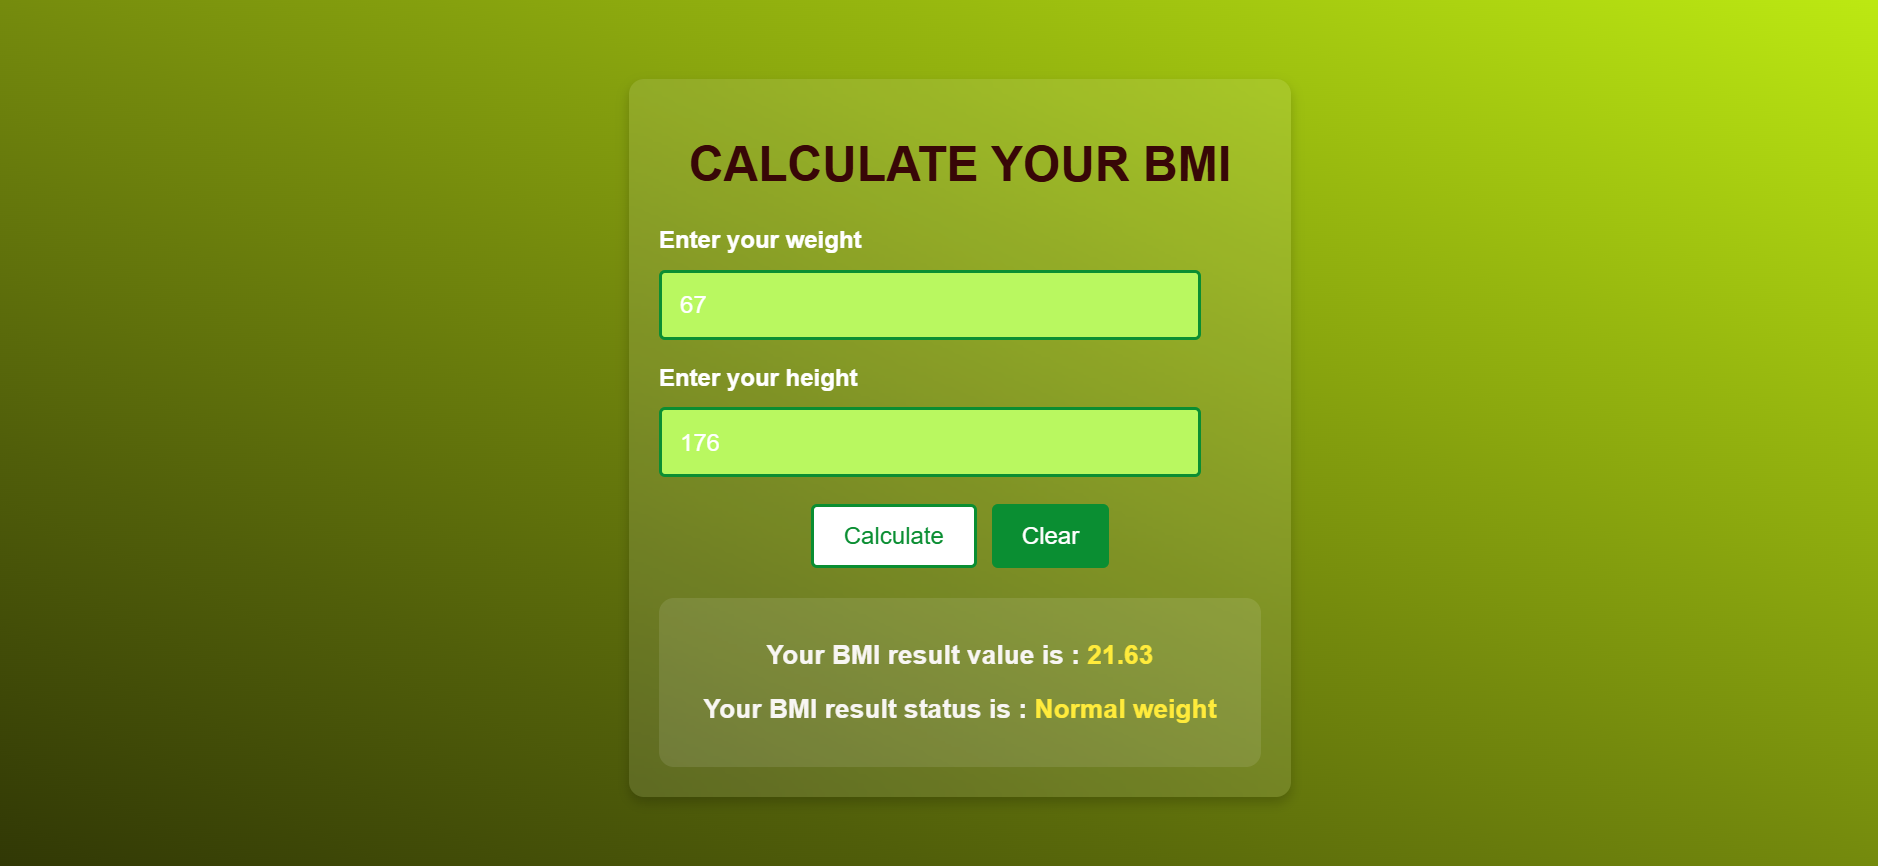 CALCULATE YOUR BMI
Enter your weight
67
Enter your height
176
Calculate Clear
Your BMI result value is : 21.63
Your BMI result status is : Normal weight